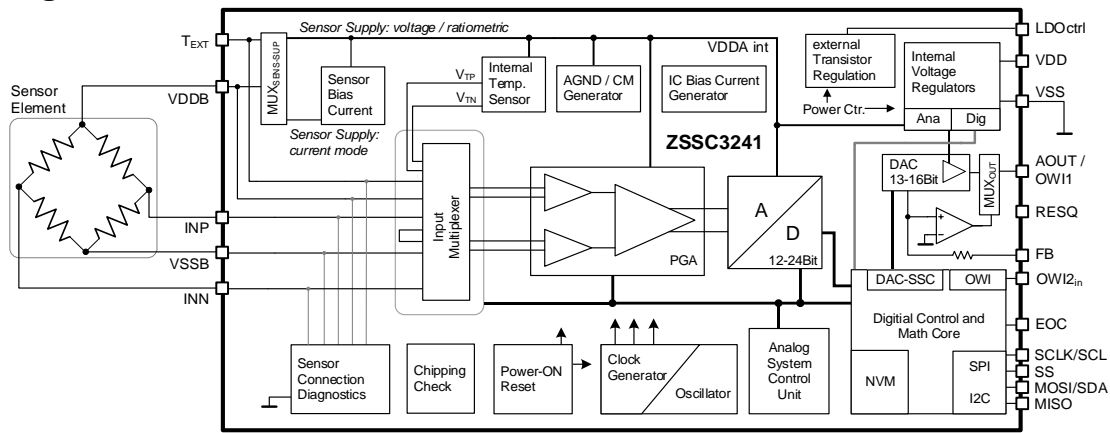 Sensor Supply: voltage / ratiometric
LDOctrl
TEXT
VDDA int
external
Transistor
Regulation
Internal
Voltage
Regulators
VDD
MUXSENS-SUP
Sensor
Bias
Current
VTP
VTN
Internal
Temp.
Sensor
AGND / CM
Generator
IC Bias Current
Generator
Sensor
Element
VDDB
Power Ctr.
VSS
Ana
Dig
Sensor Supply:
current mode
ZSSC3241
DAC
13-16Bit
MUXOUT
AOUT /
OWI1
Input
Multiplexer
A
D
12-24Bit
RESQ
INP
PGA
VSSB
FB
DAC-SSC
OWI
OWI2in
INN
Digitial Control and
Math Core
EOC
Sensor
Connection
Diagnostics
Chipping
Check
Power-ON
Reset
Clock
Generator
Oscillator
Analog
System
Control
Unit
NVM
SPI
I2C
SCLK/SCL
SS
MOSI/SDA
MISO